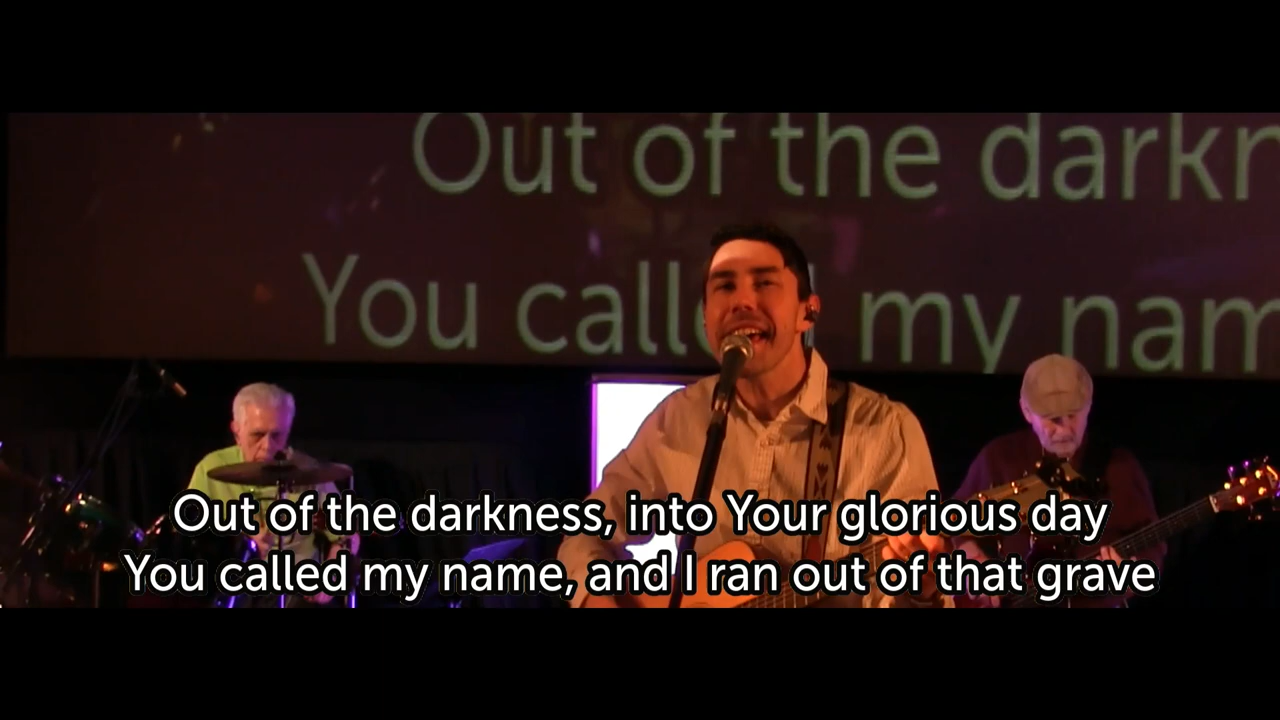 Out of the darkn
You called my nam
Out of the darkness, into Your glorious day
You called my name, and I ran out of that grave